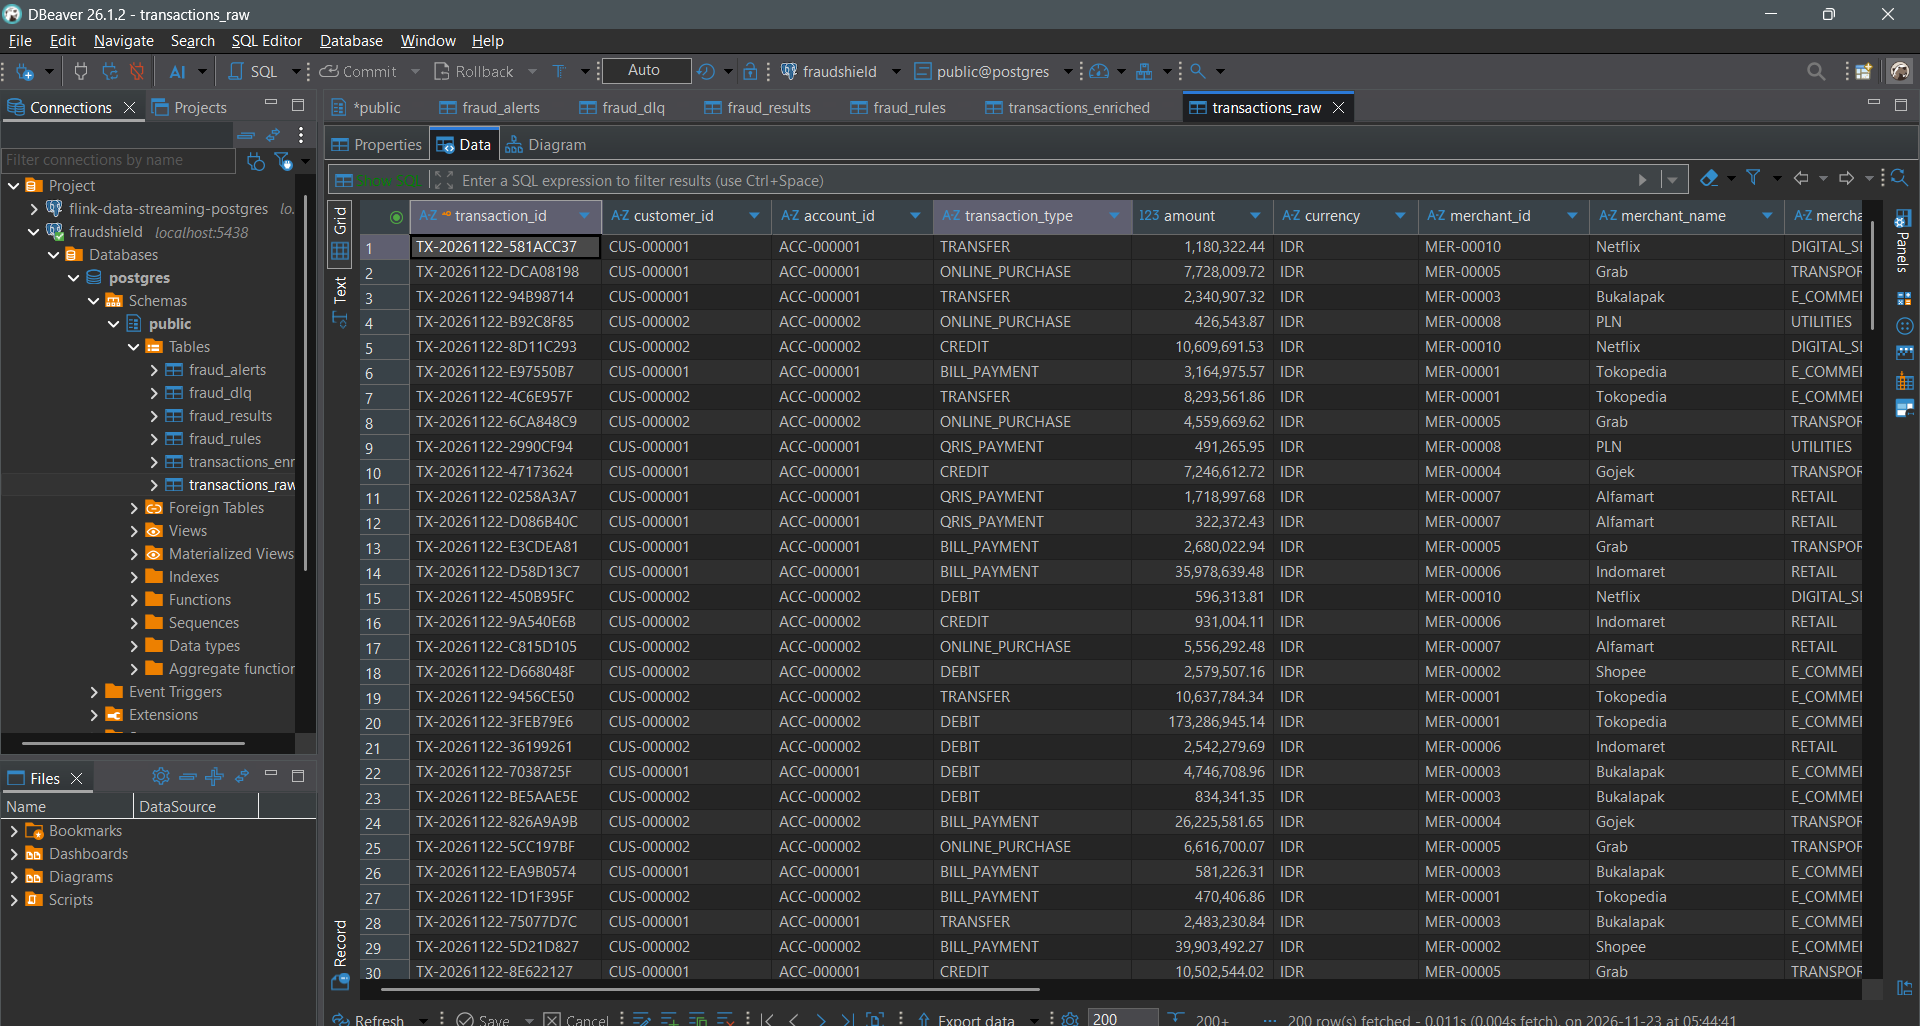 DBeaver 26.1.2 - transactions_raw
File Edit Navigate Search SQL Editor Database Window Help
AI SQL Commit Rollback Auto fraudshield public@postgres
Connections Projects
*public fraud_alerts fraud_dlq fraud_results fraud_rules transactions_enriched transactions_raw
Properties Data Diagram
Filter connections by name
Show SQL Enter a SQL expression to filter results (use Ctrl+Space)
Project
flink-data-streaming-postgres lo.
fraudshield localhost:5438
Databases
postgres
Schemas
public
Tables
fraud_alerts
fraud_dlq
fraud_results
fraud_rules
transactions_enr
transactions_raw
Foreign Tables
Views
Materialized Views
Indexes
Functions
Sequences
Data types
Aggregate function
Event Triggers
Extensions
Files
Name DataSource
Bookmarks
Dashboards
Diagrams
Scripts
Grid
Text
Record
A-Z transaction_id A-Z customer_id A-Z account_id A-Z transaction_type 123 amount A-Z currency A-Z merchant_id A-Z merchant_name A-Z mercha
1 TX-20261122-581ACC37 CUS-000001 ACC-000001 TRANSFER 1,180,322.44 IDR MER-00010 Netflix DIGITAL_SE
2 TX-20261122-DCA08198 CUS-000001 ACC-000001 ONLINE_PURCHASE 7,728,009.72 IDR MER-00005 Grab TRANSPOR
3 TX-20261122-94B98714 CUS-000001 ACC-000001 TRANSFER 2,340,907.32 IDR MER-00003 Bukalapak E_COMMEI
4 TX-20261122-B92C8F85 CUS-000002 ACC-000002 ONLINE_PURCHASE 426,543.87 IDR MER-00008 PLN UTILITIES
5 TX-20261122-8D11C293 CUS-000002 ACC-000002 CREDIT 10,609,691.53 IDR MER-00010 Netflix DIGITAL_SE
6 TX-20261122-E97550B7 CUS-000001 ACC-000001 BILL_PAYMENT 3,164,975.57 IDR MER-00001 Tokopedia E_COMMEI
7 TX-20261122-4C6E957F CUS-000002 ACC-000002 TRANSFER 8,293,561.86 IDR MER-00001 Tokopedia E_COMMEI
8 TX-20261122-6CA848C9 CUS-000002 ACC-000002 ONLINE_PURCHASE 4,559,669.62 IDR MER-00005 Grab TRANSPOR
9 TX-20261122-2990CF94 CUS-000001 ACC-000001 QRIS_PAYMENT 491,265.95 IDR MER-00008 PLN UTILITIES
10 TX-20261122-47173624 CUS-000001 ACC-000001 CREDIT 7,246,612.72 IDR MER-00004 Gojek TRANSPOR
11 TX-20261122-0258A3A7 CUS-000001 ACC-000001 QRIS_PAYMENT 1,718,997.68 IDR MER-00007 Alfamart RETAIL
12 TX-20261122-D086B40C CUS-000001 ACC-000001 QRIS_PAYMENT 322,372.43 IDR MER-00007 Alfamart RETAIL
13 TX-20261122-E3CDEA81 CUS-000001 ACC-000001 BILL_PAYMENT 2,680,022.94 IDR MER-00005 Grab TRANSPOR
14 TX-20261122-D58D13C7 CUS-000001 ACC-000001 BILL_PAYMENT 35,978,639.48 IDR MER-00006 Indomaret RETAIL
15 TX-20261122-450B95FC CUS-000002 ACC-000002 DEBIT 596,313.81 IDR MER-00010 Netflix DIGITAL_SE
16 TX-20261122-9A540E6B CUS-000002 ACC-000002 CREDIT 931,004.11 IDR MER-00006 Indomaret RETAIL
17 TX-20261122-C815D105 CUS-000002 ACC-000002 ONLINE_PURCHASE 5,556,292.48 IDR MER-00007 Alfamart RETAIL
18 TX-20261122-D668048F CUS-000002 ACC-000002 DEBIT 2,579,507.16 IDR MER-00002 Shopee E_COMMEI
19 TX-20261122-9456CE50 CUS-000002 ACC-000002 TRANSFER 10,637,784.34 IDR MER-00001 Tokopedia E_COMMEI
20 TX-20261122-3FEB79E6 CUS-000002 ACC-000002 DEBIT 173,286,945.14 IDR MER-00001 Tokopedia E_COMMEI
21 TX-20261122-36199261 CUS-000002 ACC-000002 DEBIT 2,542,279.69 IDR MER-00006 Indomaret RETAIL
22 TX-20261122-7038725F CUS-000001 ACC-000001 DEBIT 4,746,708.96 IDR MER-00003 Bukalapak E_COMMEI
23 TX-20261122-BE5AAE5E CUS-000002 ACC-000002 DEBIT 834,341.35 IDR MER-00003 Bukalapak E_COMMEI
24 TX-20261122-826A9A9B CUS-000002 ACC-000002 BILL_PAYMENT 26,225,581.65 IDR MER-00004 Gojek TRANSPOR
25 TX-20261122-5CC197BF CUS-000002 ACC-000002 ONLINE_PURCHASE 6,616,700.07 IDR MER-00005 Grab TRANSPOR
26 TX-20261122-EA9B0574 CUS-000001 ACC-000001 BILL_PAYMENT 581,226.31 IDR MER-00003 Bukalapak E_COMMEI
27 TX-20261122-1D1F395F CUS-000002 ACC-000002 BILL_PAYMENT 470,406.86 IDR MER-00001 Tokopedia E_COMMEI
28 TX-20261122-75077D7C CUS-000001 ACC-000001 TRANSFER 2,483,230.84 IDR MER-00003 Bukalapak E_COMMEI
29 TX-20261122-5D21D827 CUS-000002 ACC-000002 BILL_PAYMENT 39,903,492.27 IDR MER-00002 Shopee E_COMMEI
30 TX-20261122-8E622127 CUS-000001 ACC-000001 CREDIT 10,502,544.02 IDR MER-00005 Grab TRANSPOR
Panels
Refresh Save Cancel Export data 200 200+ 200 row(s) fetched - 0.011s (0.004s fetch), on 2026-11-23 at 05:44:41